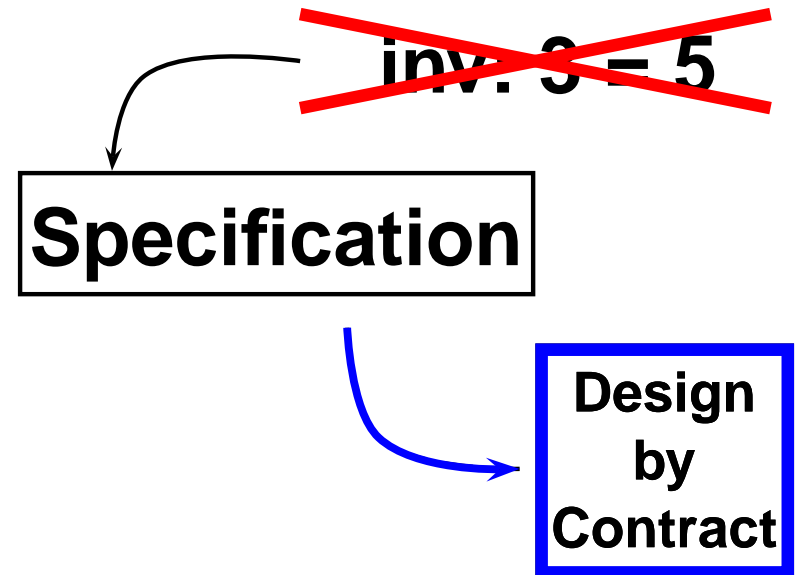 inv: 3 = 5
Specification
Design
by
Contract